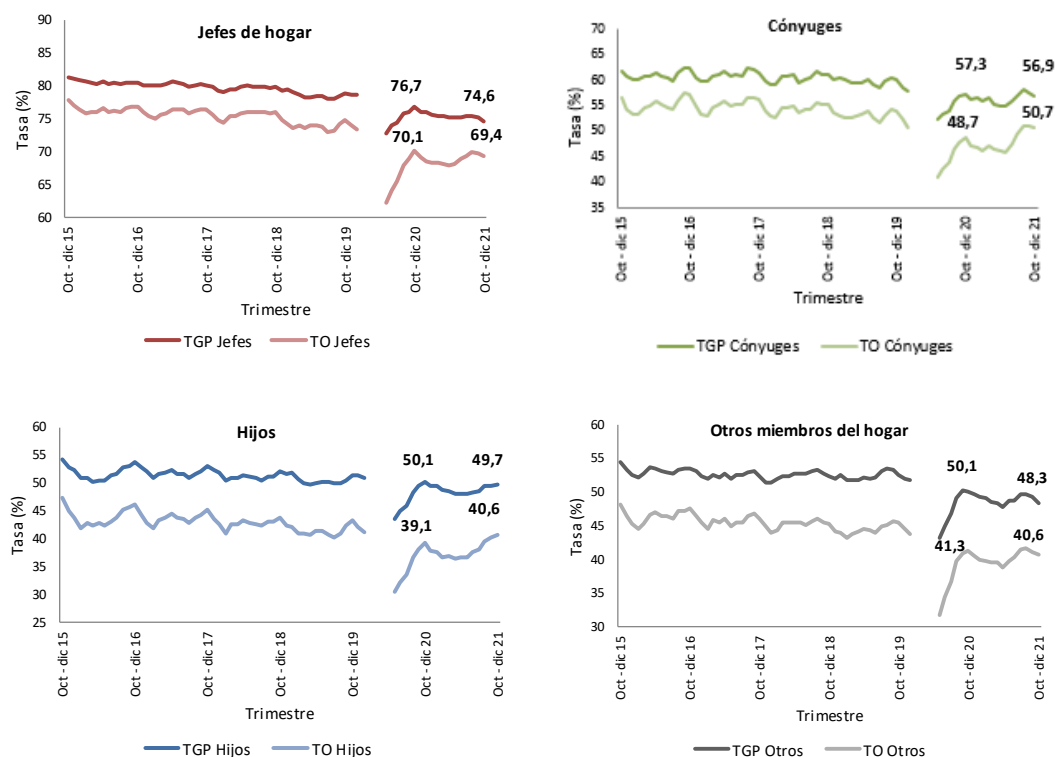 Jefes de hogar
Tasa (%)
90
85
80
75
70
65
60
76,7
74,6
70,1
69,4
Oct - dic 15
Oct - dic 16
Oct - dic 17
Oct - dic 18
Oct - dic 19
Oct - dic 20
Oct - dic 21
Trimestre
TGP Jefes
TO Jefes
Cónyuges
Tasa (%)
70
65
60
55
50
45
40
35
57,3
56,9
48,7
50,7
Oct - dic 15
Oct - dic 16
Oct - dic 17
Oct - dic 18
Oct - dic 19
Oct - dic 20
Oct - dic 21
Trimestre
TGP Cónyuges
TO Cónyuges
Hijos
Tasa (%)
60
55
50
45
40
35
30
25
50,1
49,7
39,1
40,6
Oct - dic 15
Oct - dic 16
Oct - dic 17
Oct - dic 18
Oct - dic 19
Oct - dic 20
Oct - dic 21
Trimestre
TGP Hijos
TO Hijos
Otros miembros del hogar
Tasa (%)
60
55
50
45
40
35
30
50,1
48,3
41,3
40,6
Oct - dic 15
Oct - dic 16
Oct - dic 17
Oct - dic 18
Oct - dic 19
Oct - dic 20
Oct - dic 21
Trimestre
TGP Otros
TO Otros